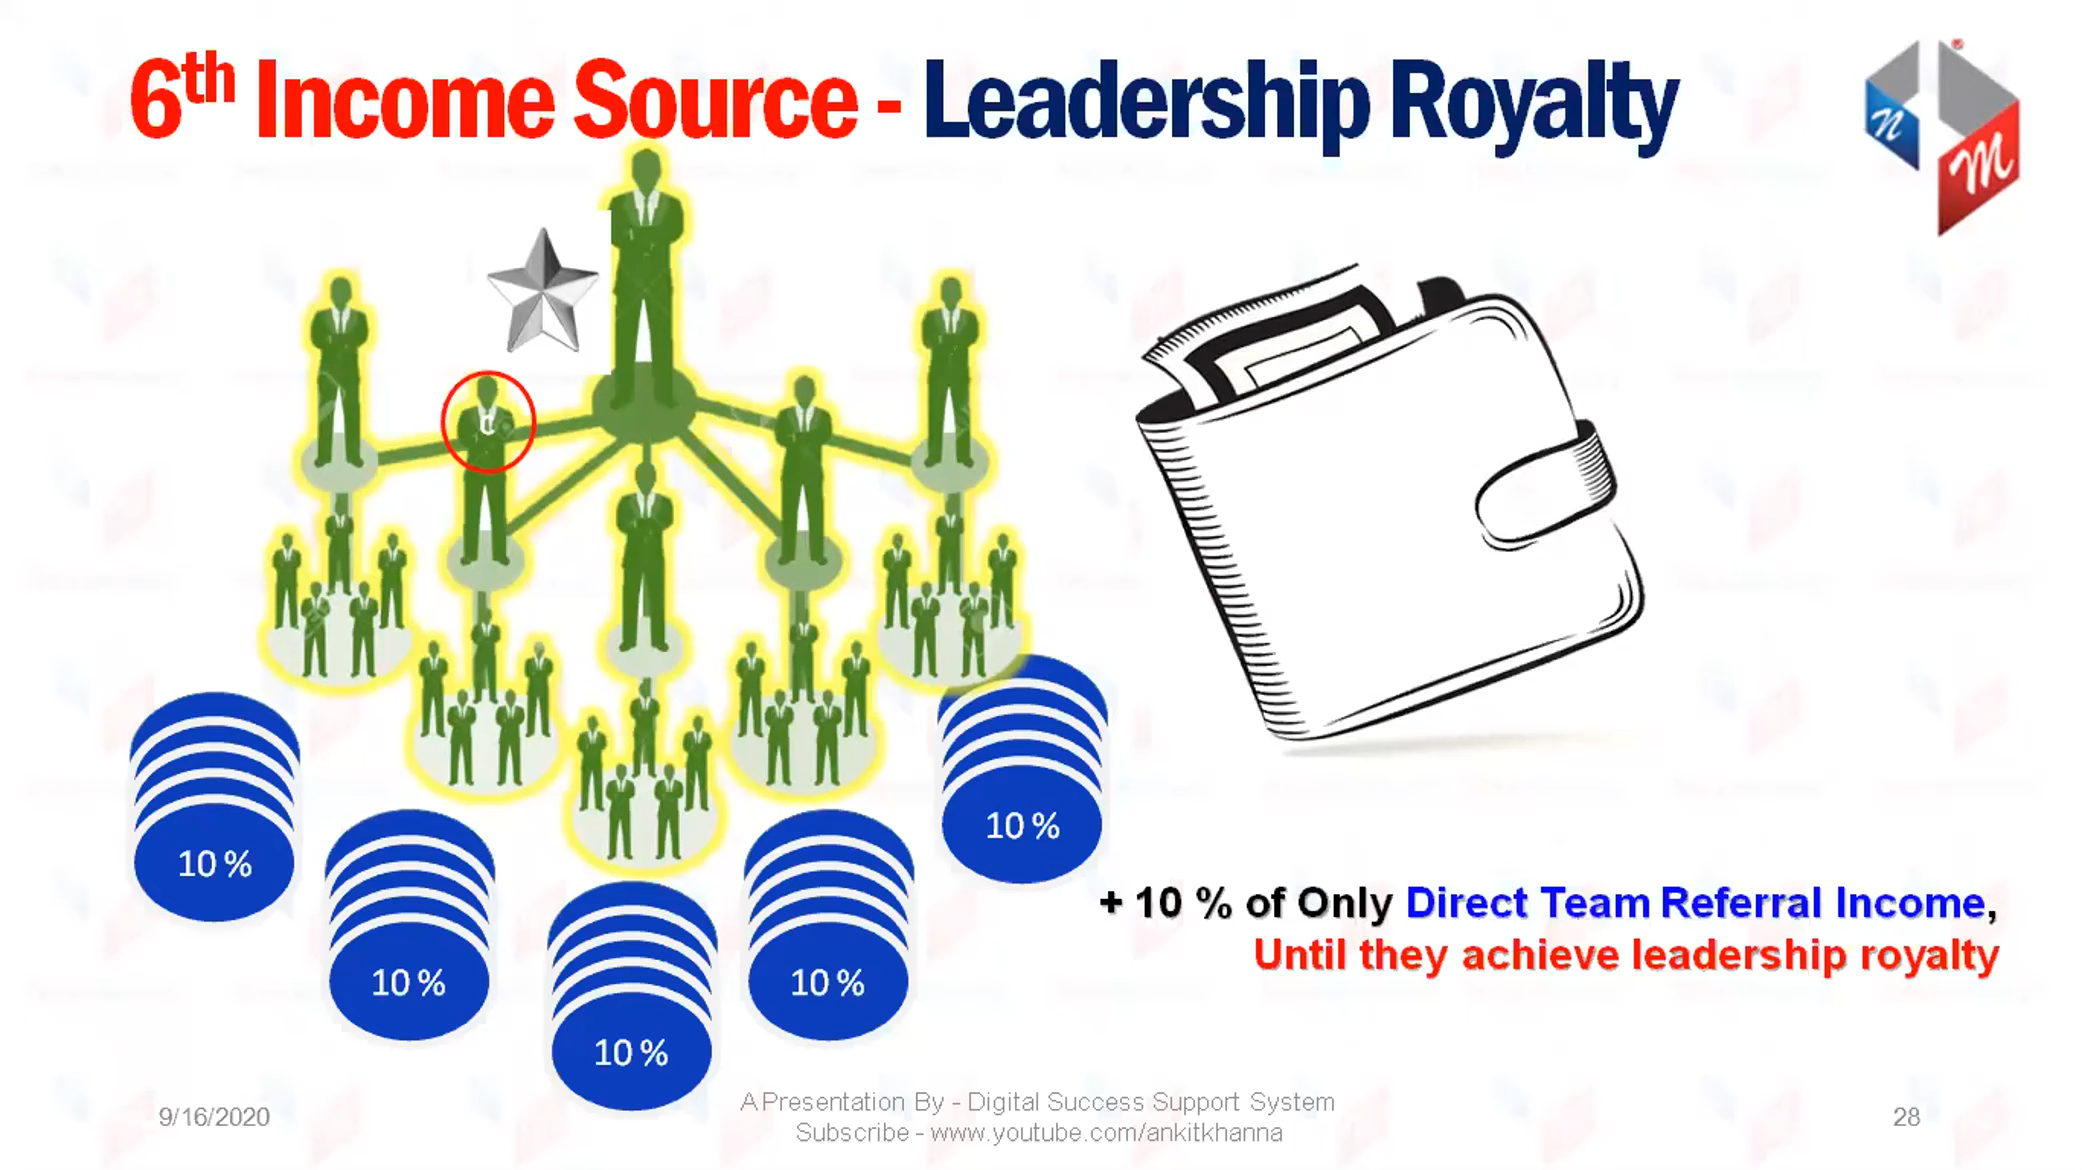 6th Income Source - Leadership Royalty
n
m
®
10 %
10 %
10 %
10 %
10 %
+ 10 % of Only Direct Team Referral Income,
Until they achieve leadership royalty
9/16/2020
A Presentation By - Digital Success Support System
Subscribe - www.youtube.com/ankitkhanna
28